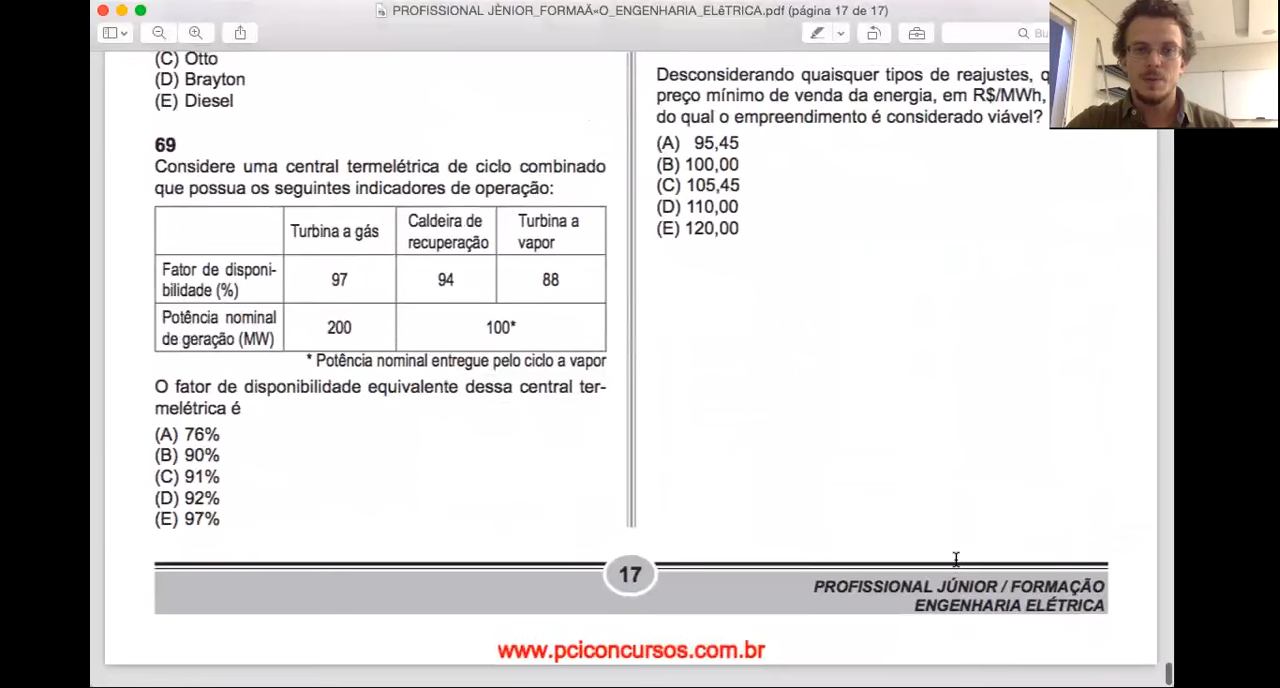 PROFISSIONAL JÈNIOR_FORMAÄ«O_ENGENHARIA_ELéTRICA.pdf (página 17 de 17)
(C) Otto
(D) Brayton
(E) Diesel
69
Considere uma central termelétrica de ciclo combinado
que possua os seguintes indicadores de operação:
Turbina a gás
Caldeira de
recuperação
Turbina a
vapor
Fator de disponi-
bilidade (%)
97
94
88
Potência nominal
de geração (MW)
200
100*
* Potência nominal entregue pelo ciclo a vapor
O fator de disponibilidade equivalente dessa central ter-
melétrica é
(A) 76%
(B) 90%
(C) 91%
(D) 92%
(E) 97%
Desconsiderando quaisquer tipos de reajustes,
preço mínimo de venda da energia, em R$/MWh,
do qual o empreendimento é considerado viável?
(A) 95,45
(B) 100,00
(C) 105,45
(D) 110,00
(E) 120,00
17
PROFISSIONAL JÚNIOR / FORMAÇÃO
ENGENHARIA ELÉTRICA
www.pciconcursos.com.br